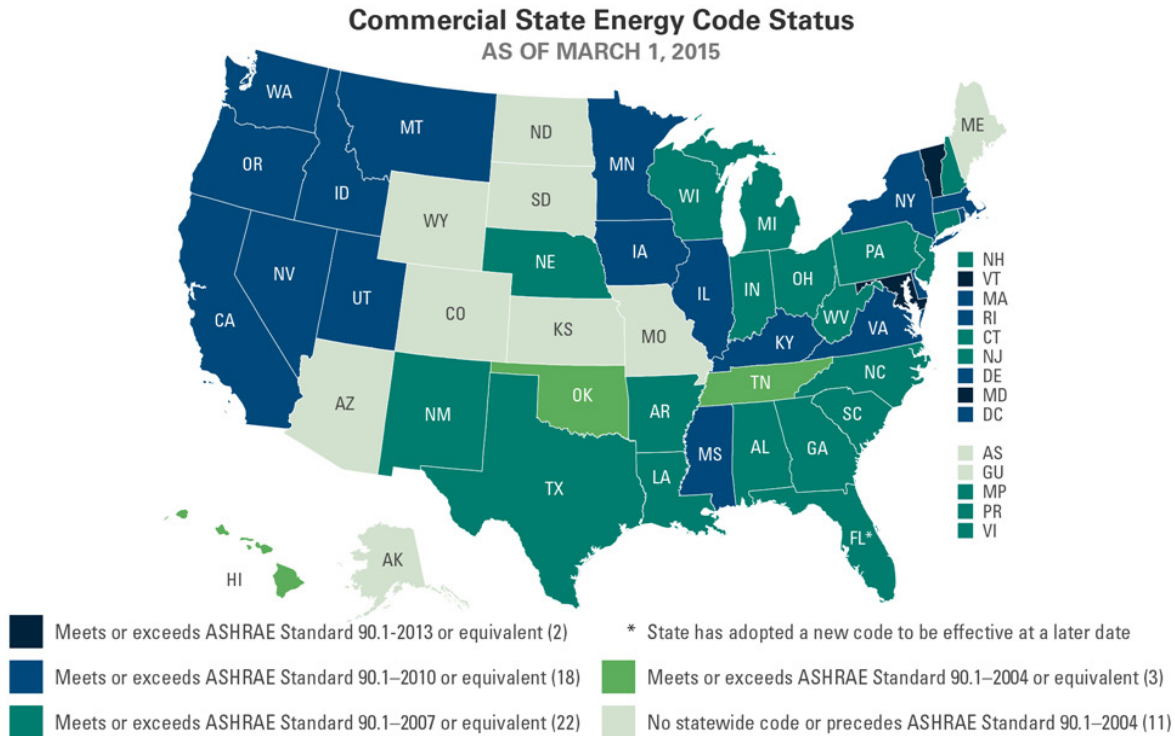 Commercial State Energy Code Status
AS OF MARCH 1, 2015
WA
MT
ND
ME
OR
MN
ID
SD
WI
NY
WY
MI
IA
NE
PA
NV
IL
IN
OH
UT
CO
WV
CA
KS
MO
VA
KY
NC
TN
OK
AZ
NM
AR
SC
MS
AL
GA
LA
TX
FL*
AK
HI
NH
VT
MA
RI
CT
NJ
DE
MD
DC
AS
GU
MP
PR
VI
Meets or exceeds ASHRAE Standard 90.1-2013 or equivalent (2)
* State has adopted a new code to be effective at a later date
Meets or exceeds ASHRAE Standard 90.1–2010 or equivalent (18)
Meets or exceeds ASHRAE Standard 90.1–2004 or equivalent (3)
Meets or exceeds ASHRAE Standard 90.1–2007 or equivalent (22)
No statewide code or precedes ASHRAE Standard 90.1–2004 (11)